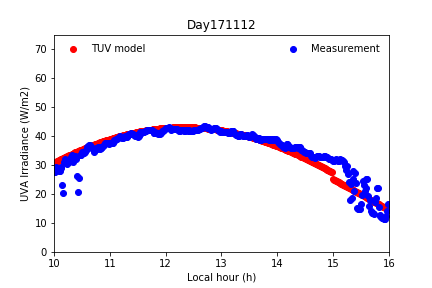 Day171112
TUV model
Measurement
UVA Irradiance (W/m2)
70
60
50
40
30
20
10
0
10 11 12 13 14 15 16
Local hour (h)